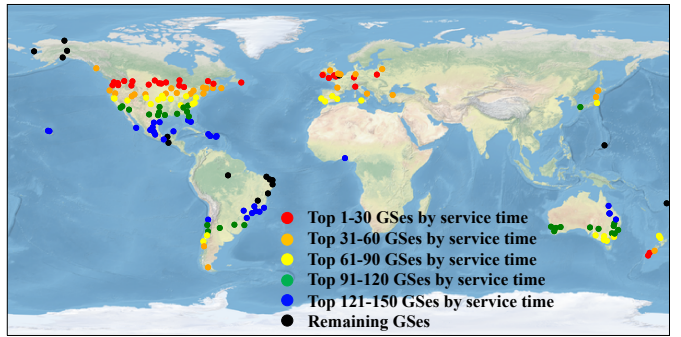 Top 1-30 GSes by service time
Top 31-60 GSes by service time
Top 61-90 GSes by service time
Top 91-120 GSes by service time
Top 121-150 GSes by service time
Remaining GSes